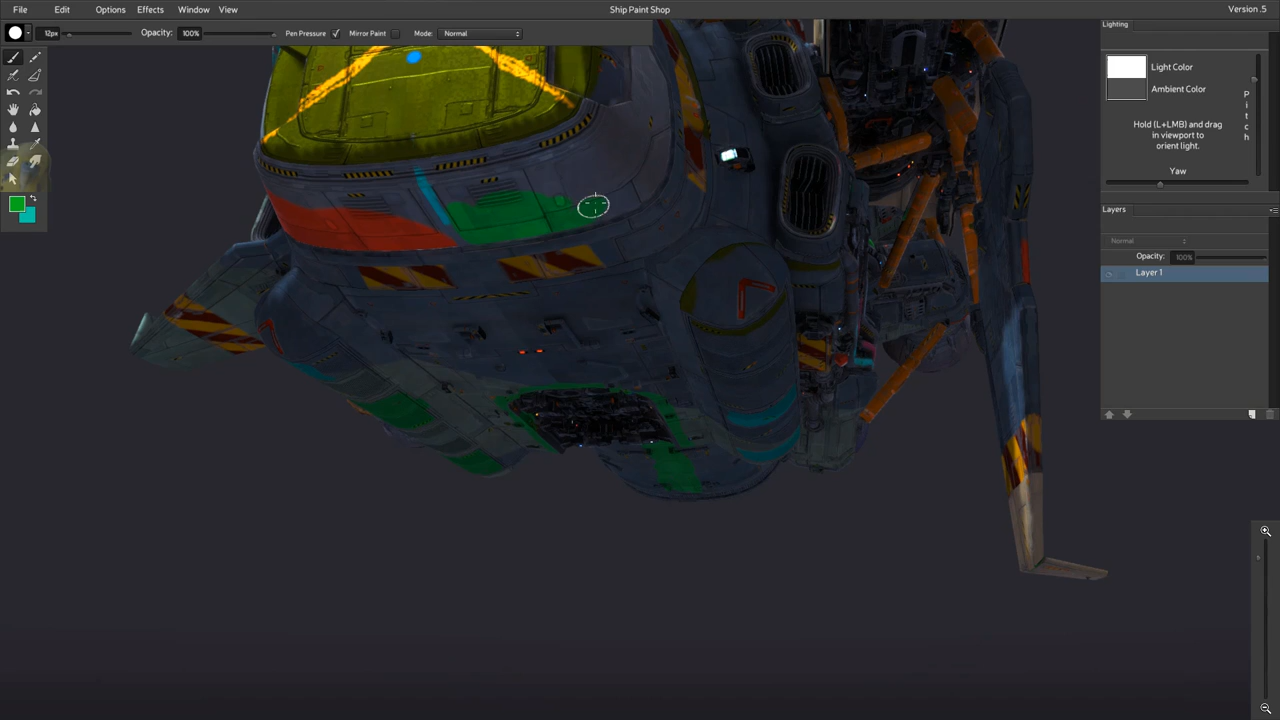 File Edit Options Effects Window View
Ship Paint Shop
Version .5
12px Opacity: 100% Pen Pressure Mirror Paint Mode: Normal
Lighting
Light Color
Ambient Color
Pitch
Hold (L+LMB) and drag
in viewport to
orient light.
Yaw
Layers
Normal
Opacity: 100%
Layer 1